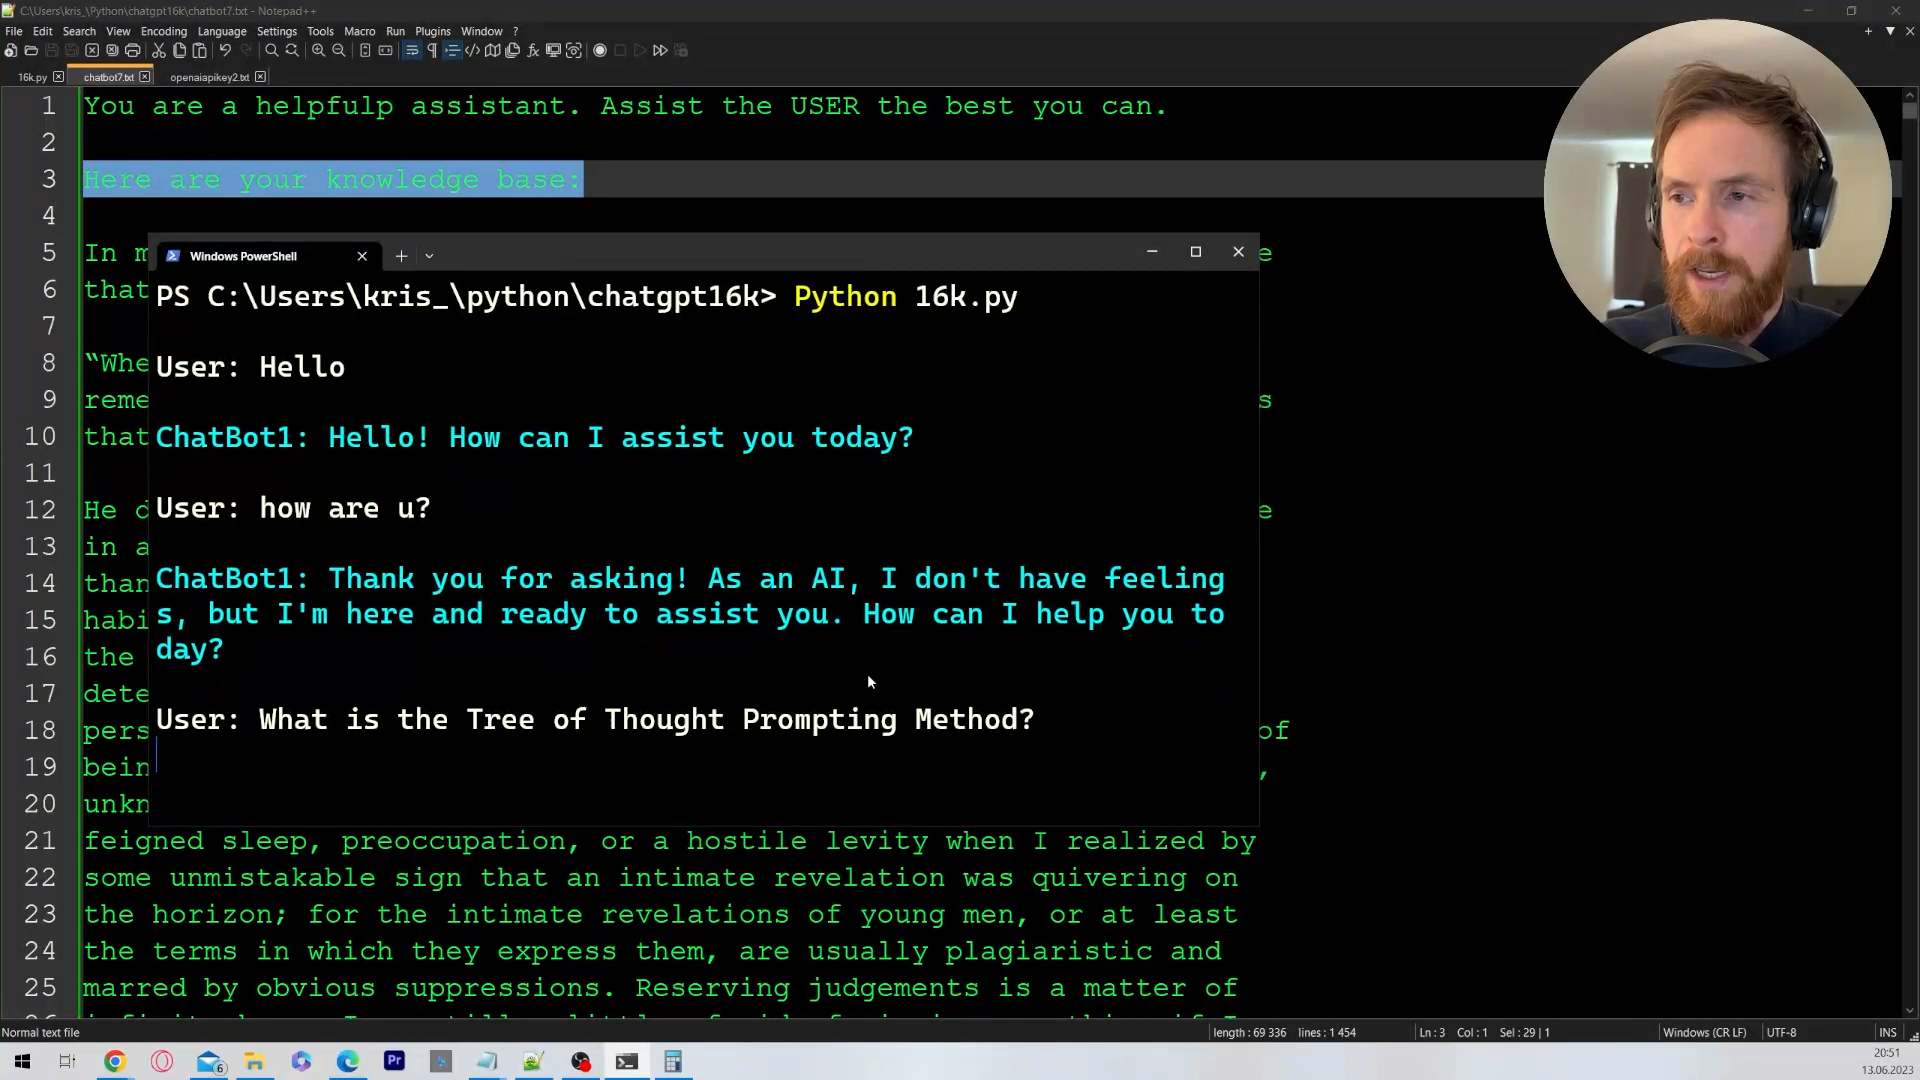 C:\Users\kris_\Python\chatgpt16k\chatbot7.txt - Notepad++
File Edit Search View Encoding Language Settings Tools Macro Run Plugins Window ?
16k.py chatbot7.txt openaiapikey2.txt
1 You are a helpfulp assistant. Assist the USER the best you can.
2
3 Here are your knowledge base:
4
5 In m
6 that
7
8 “Whe
9 reme
10 that
11
12 He d
13 in a
14 than
15 habi
16 the
17 dete
18 pers of
19 bein ,
20 unkn
21 feigned sleep, preoccupation, or a hostile levity when I realized by
22 some unmistakable sign that an intimate revelation was quivering on
23 the horizon; for the intimate revelations of young men, or at least
24 the terms in which they express them, are usually plagiaristic and
25 marred by obvious suppressions. Reserving judgements is a matter of
Windows PowerShell
PS C:\Users\kris_\python\chatgpt16k> Python 16k.py
User: Hello
ChatBot1: Hello! How can I assist you today?
User: how are u?
ChatBot1: Thank you for asking! As an AI, I don't have feeling
s, but I'm here and ready to assist you. How can I help you to
day?
User: What is the Tree of Thought Prompting Method?
Normal text file length : 69 336 lines : 1 454 Ln : 3 Col : 1 Sel : 29 | 1 Windows (CR LF) UTF-8 INS
Pr
6
20:51
13.06.2023